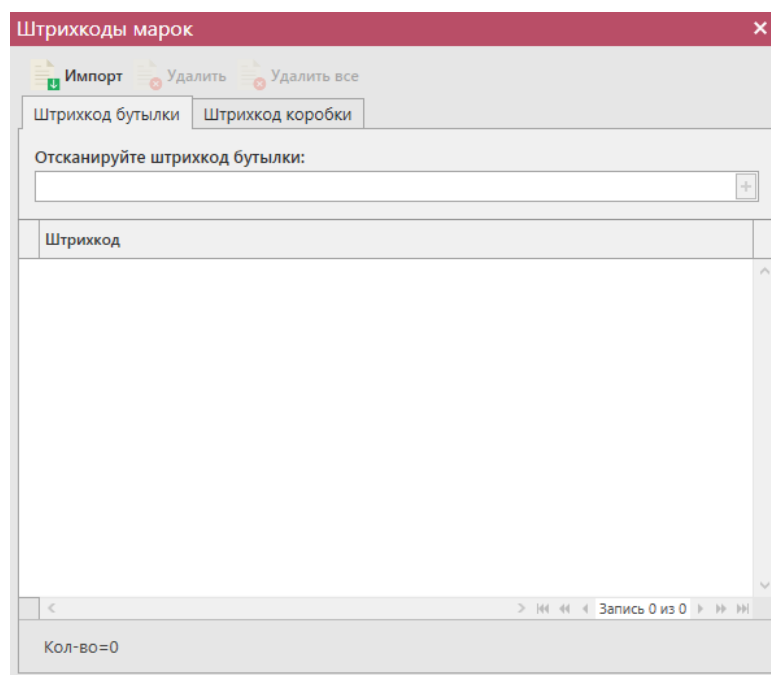 Штрихкоды марок
Импорт Удалить Удалить все
Штрихкод бутылки Штрихкод коробки
Отсканируйте штрихкод бутылки:
Штрихкод
Запись 0 из 0
Кол-во=0